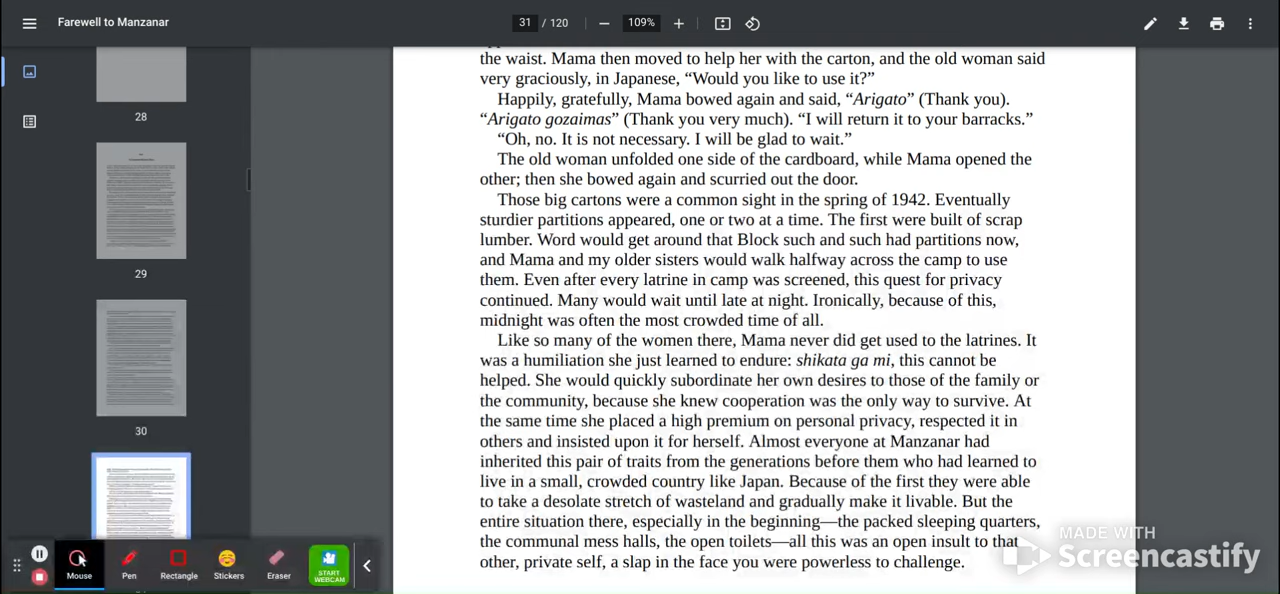 Farewell to Manzanar
31 / 120
109%
the waist. Mama then moved to help her with the carton, and the old woman said
very graciously, in Japanese, “Would you like to use it?”
Happily, gratefully, Mama bowed again and said, “Arigato” (Thank you).
“Arigato gozaimas” (Thank you very much). “I will return it to your barracks.”
“Oh, no. It is not necessary. I will be glad to wait.”
The old woman unfolded one side of the cardboard, while Mama opened the
other; then she bowed again and scurried out the door.
Those big cartons were a common sight in the spring of 1942. Eventually
sturdier partitions appeared, one or two at a time. The first were built of scrap
lumber. Word would get around that Block such and such had partitions now,
and Mama and my older sisters would walk halfway across the camp to use
them. Even after every latrine in camp was screened, this quest for privacy
continued. Many would wait until late at night. Ironically, because of this,
midnight was often the most crowded time of all.
Like so many of the women there, Mama never did get used to the latrines. It
was a humiliation she just learned to endure: shikata ga mi, this cannot be
helped. She would quickly subordinate her own desires to those of the family or
the community, because she knew cooperation was the only way to survive. At
the same time she placed a high premium on personal privacy, respected it in
others and insisted upon it for herself. Almost everyone at Manzanar had
inherited this pair of traits from the generations before them who had learned to
live in a small, crowded country like Japan. Because of the first they were able
to take a desolate stretch of wasteland and gradually make it livable. But the
entire situation there, especially in the beginning—the packed sleeping quarters,
the communal mess halls, the open toilets—all this was an open insult to that
other, private self, a slap in the face you were powerless to challenge.
28
29
30
Mouse
Pen
Rectangle
Stickers
Eraser
START
WEBCAM
MADE WITH
Screencastify